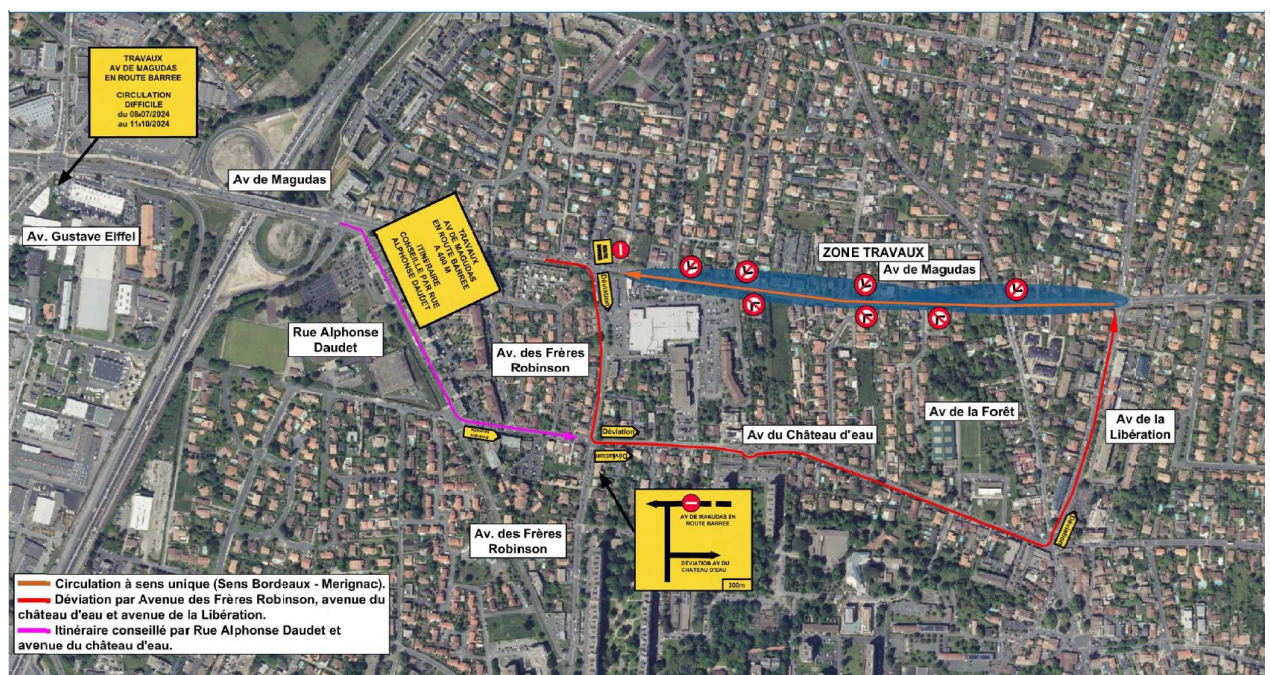 TRAVAUX
AV DE MAGUDAS
EN ROUTE BARREE
CIRCULATION
DIFFICILE
du 08/07/2024
au 11/10/2024
Av de Magudas
Av. Gustave Eiffel
TRAVAUX
AV DE MAGUDAS
EN ROUTE BARREE
A 400 M
ITINERAIRE
CONSEILLE PAR RUE
ALPHONSE DAUDET
ZONE TRAVAUX
Av de Magudas
Déviation
Rue Alphonse
Daudet
Av. des Frères
Robinson
Av de la Forêt
Av de la
Libération
Av du Château d'eau
Déviation
Déviation
Déviation
Av. des Frères
Robinson
AV DE MAGUDAS EN
ROUTE BARREE
DEVIATION AV DU
CHATEAU D'EAU
300m
Circulation à sens unique (Sens Bordeaux - Merignac).
Déviation par Avenue des Frères Robinson, avenue du
château d'eau et avenue de la Libération.
Itinéraire conseillé par Rue Alphonse Daudet et
avenue du château d'eau.